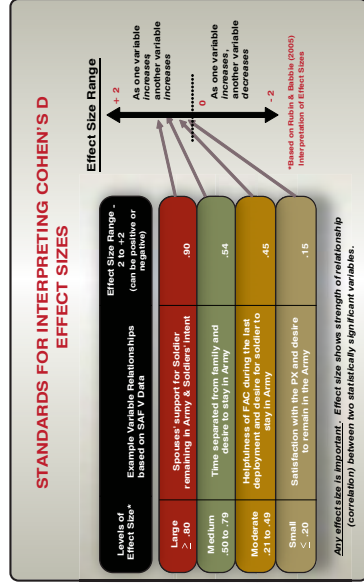 STANDARDS FOR INTERPRETING COHEN'S D
EFFECT SIZES
Levels of
Effect Size*
Example Variable Relationships
based on SAF V Data
Effect Size Range -
2 to +2
(can be positive or
negative)
Large
≥ .80
Spouses' support for Soldier
remaining in Army & Soldiers' intent
.90
Medium
.50 to .79
Time separated from family and
desire to stay in Army
.54
Moderate
.21 to .49
Helpfulness of FAC during the last
deployment and desire for soldier to
stay in Army
.45
Small
≤ .20
Satisfaction with the PX and desire
to remain in the Army
.15
Any effect size is important. Effect size shows strength of relationship
(correlation) between two statistically significant variables.
Effect Size Range
+ 2
As one variable
increases,
another variable
increases
0
As one variable
increases,
another variable
decreases
- 2
*Based on Rubin & Babbie (2005)
Interpretation of Effect Sizes